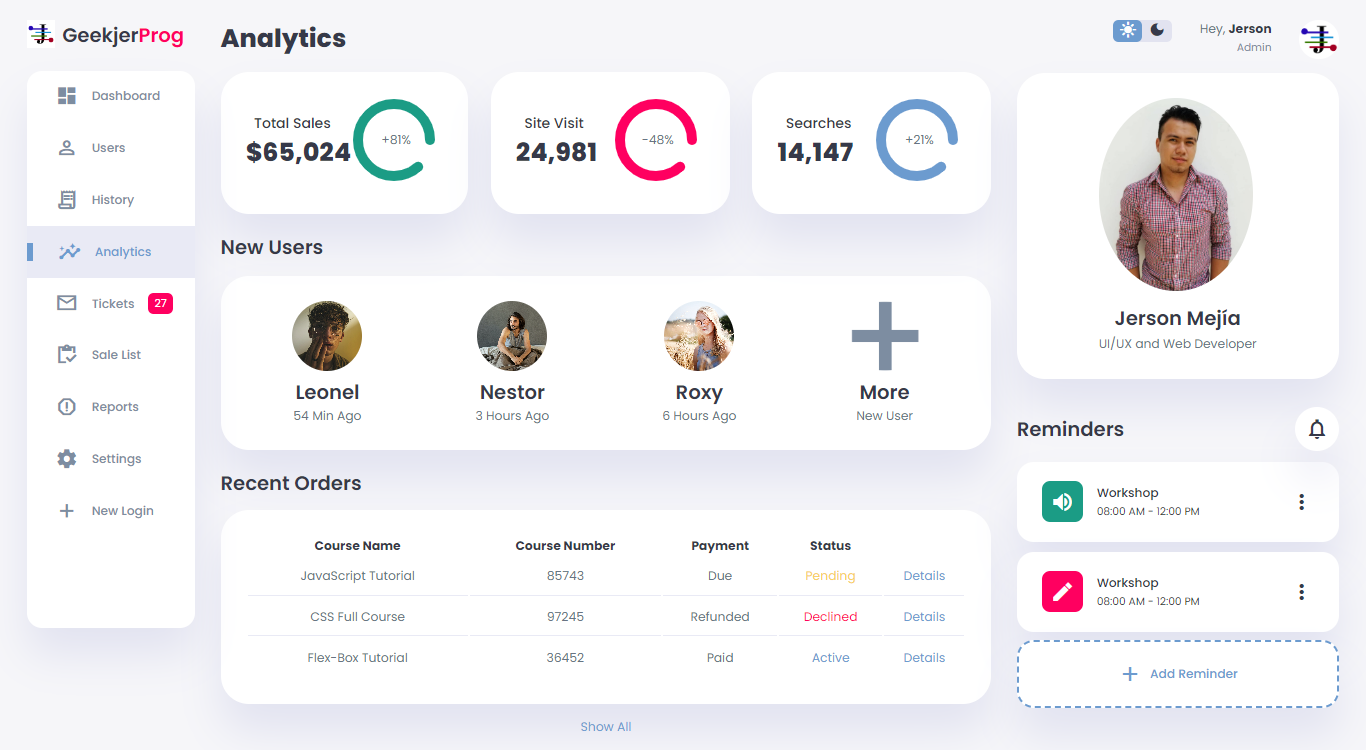 GeekjerProg
Dashboard
Users
History
Analytics
Tickets 27
Sale List
Reports
Settings
New Login
Analytics
Total Sales
$65,024
+81%
Site Visit
24,981
-48%
Searches
14,147
+21%
New Users
Leonel
54 Min Ago
Nestor
3 Hours Ago
Roxy
6 Hours Ago
More
New User
Recent Orders
Course Name Course Number Payment Status
JavaScript Tutorial 85743 Due Pending Details
CSS Full Course 97245 Refunded Declined Details
Flex-Box Tutorial 36452 Paid Active Details
Show All
Hey, Jerson
Admin
Jerson Mejía
UI/UX and Web Developer
Reminders
Workshop
08:00 AM - 12:00 PM
Workshop
08:00 AM - 12:00 PM
Add Reminder